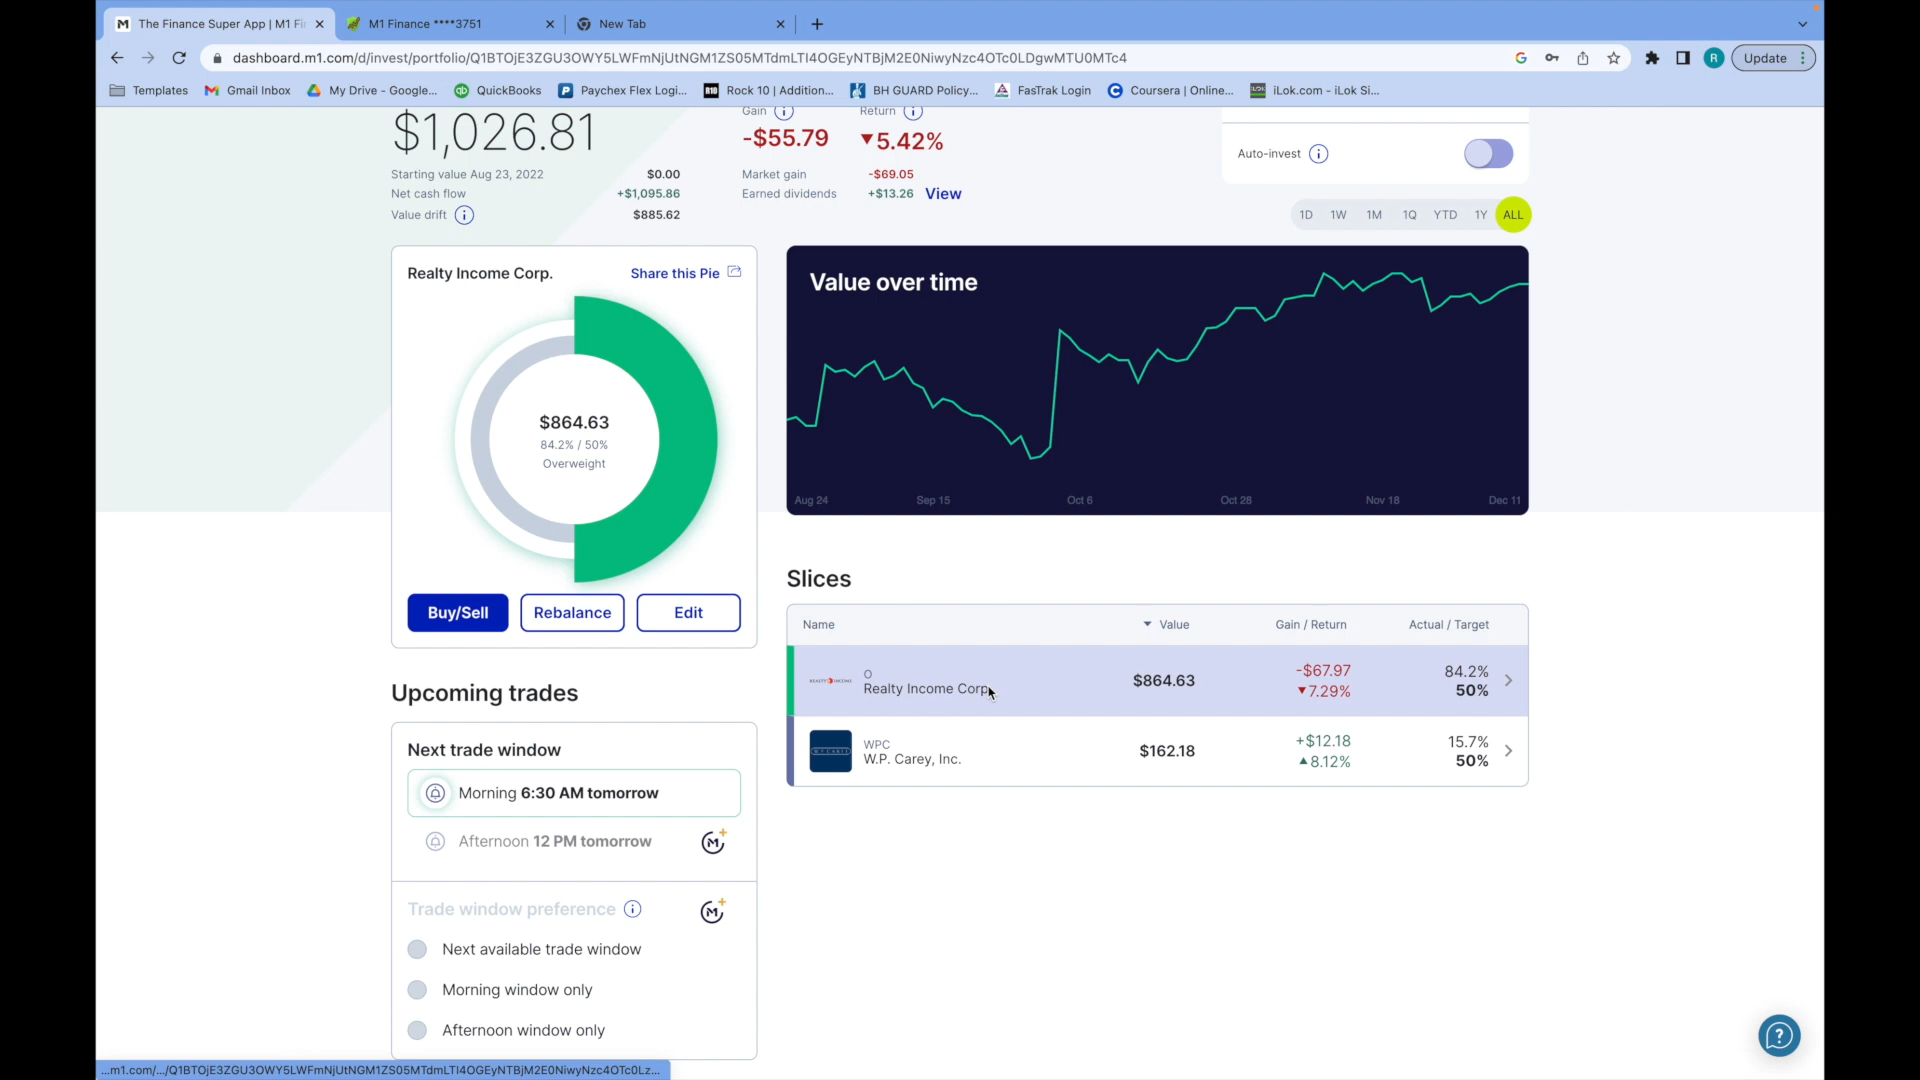 The Finance Super App | M1 Fi
M1 Finance ****3751
New Tab
dashboard.m1.com/d/invest/portfolio/Q1BTOjE3ZGU3OWY5LWFmNjUtNGM1ZS05MTdmLTI4OGEyNTBjM2E0NiwyNzc4OTc0LDgwMTU0MTc4
R
Update
Templates
Gmail Inbox
My Drive - Google...
QuickBooks
Paychex Flex Logi...
Rock 10 | Addition...
BH GUARD Policy...
FasTrak Login
Coursera | Online...
iLok.com - iLok Si...
$1,026.81
Starting value Aug 23, 2022 $0.00
Net cash flow +$1,095.86
Value drift $885.62
Gain
-$55.79
Return
▼5.42%
Market gain -$69.05
Earned dividends +$13.26 View
Auto-invest
1D 1W 1M 1Q YTD 1Y ALL
Realty Income Corp. Share this Pie
$864.63
84.2% / 50%
Overweight
Buy/Sell Rebalance Edit
Value over time
Aug 24 Sep 15 Oct 6 Oct 28 Nov 18 Dec 11
Slices
Name ▼ Value Gain / Return Actual / Target
REALTY INCOME
O
Realty Income Corp.
$864.63
-$67.97
▼7.29%
84.2%
50%
W. P. CAREY
WPC
W.P. Carey, Inc.
$162.18
+$12.18
▲8.12%
15.7%
50%
Upcoming trades
Next trade window
Morning 6:30 AM tomorrow
Afternoon 12 PM tomorrow
Trade window preference
Next available trade window
Morning window only
Afternoon window only
...m1.com/.../Q1BTOjE3ZGU3OWY5LWFmNjUtNGM1ZS05MTdmLTI4OGEyNTBjM2E0NiwyNzc4OTc0Lz...